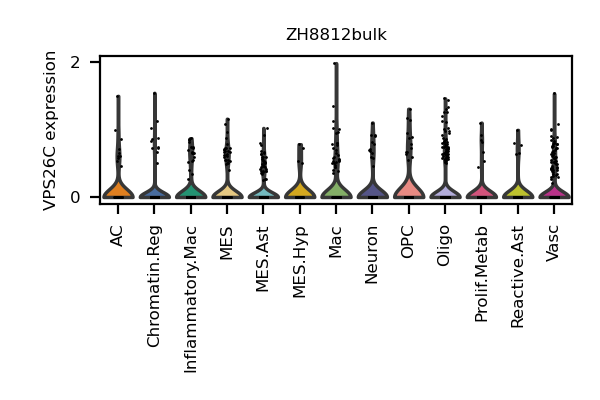 ZH8812bulk
VPS26C expression
2
0
AC
Chromatin.Reg
Inflammatory.Mac
MES
MES.Ast
MES.Hyp
Mac
Neuron
OPC
Oligo
Prolif.Metab
Reactive.Ast
Vasc